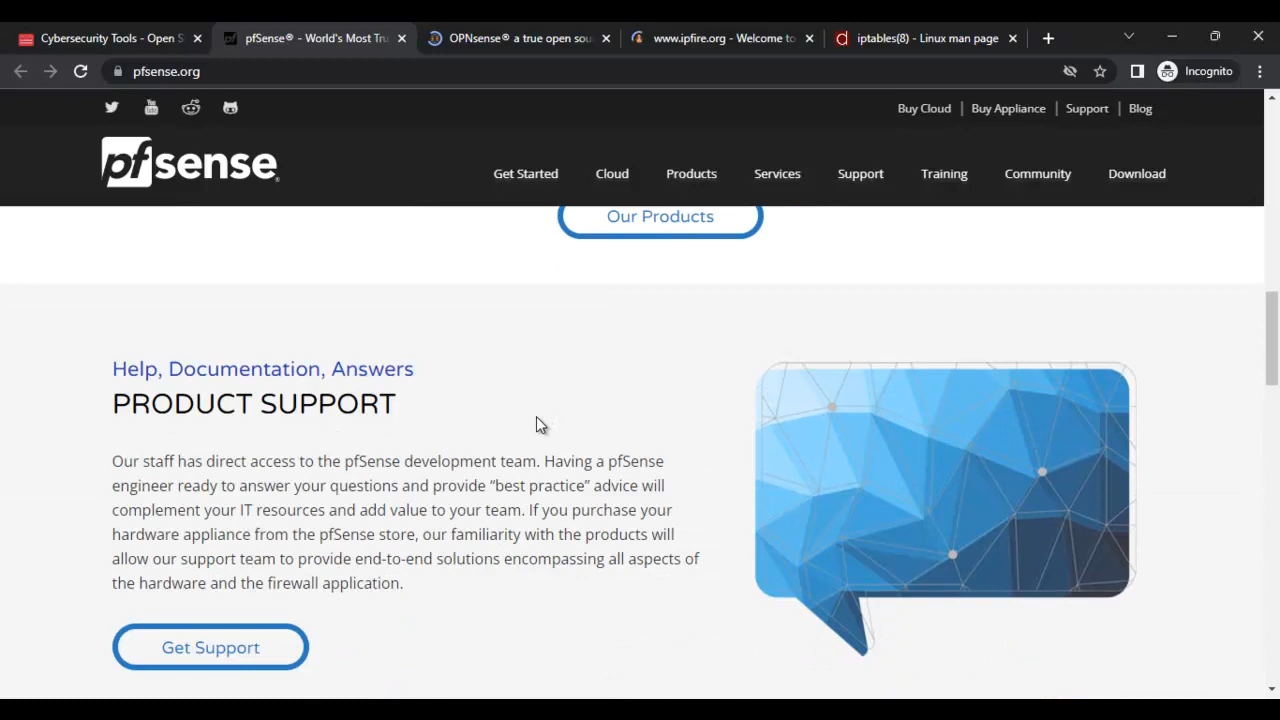 Cybersecurity Tools - Open S
pfSense® - World's Most Tru
OPNsense® a true open sou
www.ipfire.org - Welcome to
iptables(8) - Linux man page
pfsense.org
Incognito
Buy Cloud | Buy Appliance | Support | Blog
pfsense
Get Started Cloud Products Services Support Training Community Download
Our Products
Help, Documentation, Answers
PRODUCT SUPPORT
Our staff has direct access to the pfSense development team. Having a pfSense
engineer ready to answer your questions and provide “best practice” advice will
complement your IT resources and add value to your team. If you purchase your
hardware appliance from the pfSense store, our familiarity with the products will
allow our support team to provide end-to-end solutions encompassing all aspects of
the hardware and the firewall application.
Get Support